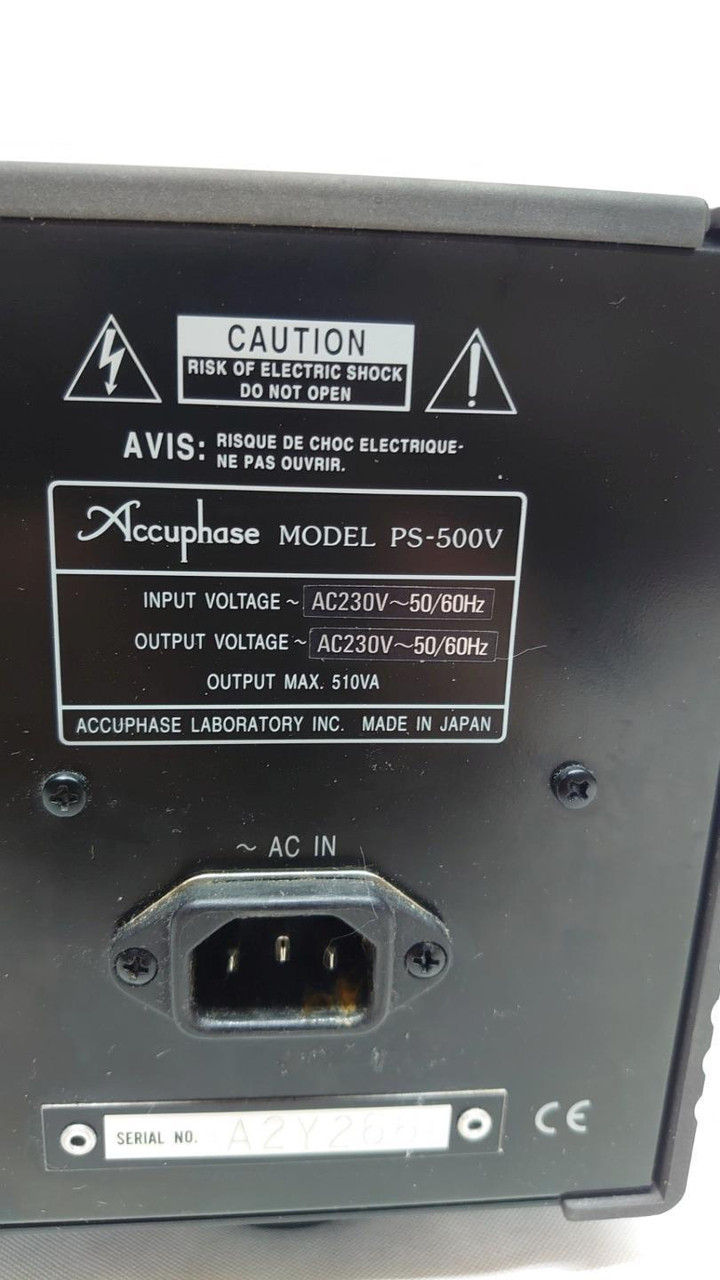 CAUTION
RISK OF ELECTRIC SHOCK
DO NOT OPEN
AVIS: RISQUE DE CHOC ELECTRIQUE-
NE PAS OUVRIR.
Accuphase MODEL PS-500V
INPUT VOLTAGE ~ AC230V~50/60Hz
OUTPUT VOLTAGE ~ AC230V~50/60Hz
OUTPUT MAX. 510VA
ACCUPHASE LABORATORY INC. MADE IN JAPAN
~ AC IN
SERIAL NO.
CE